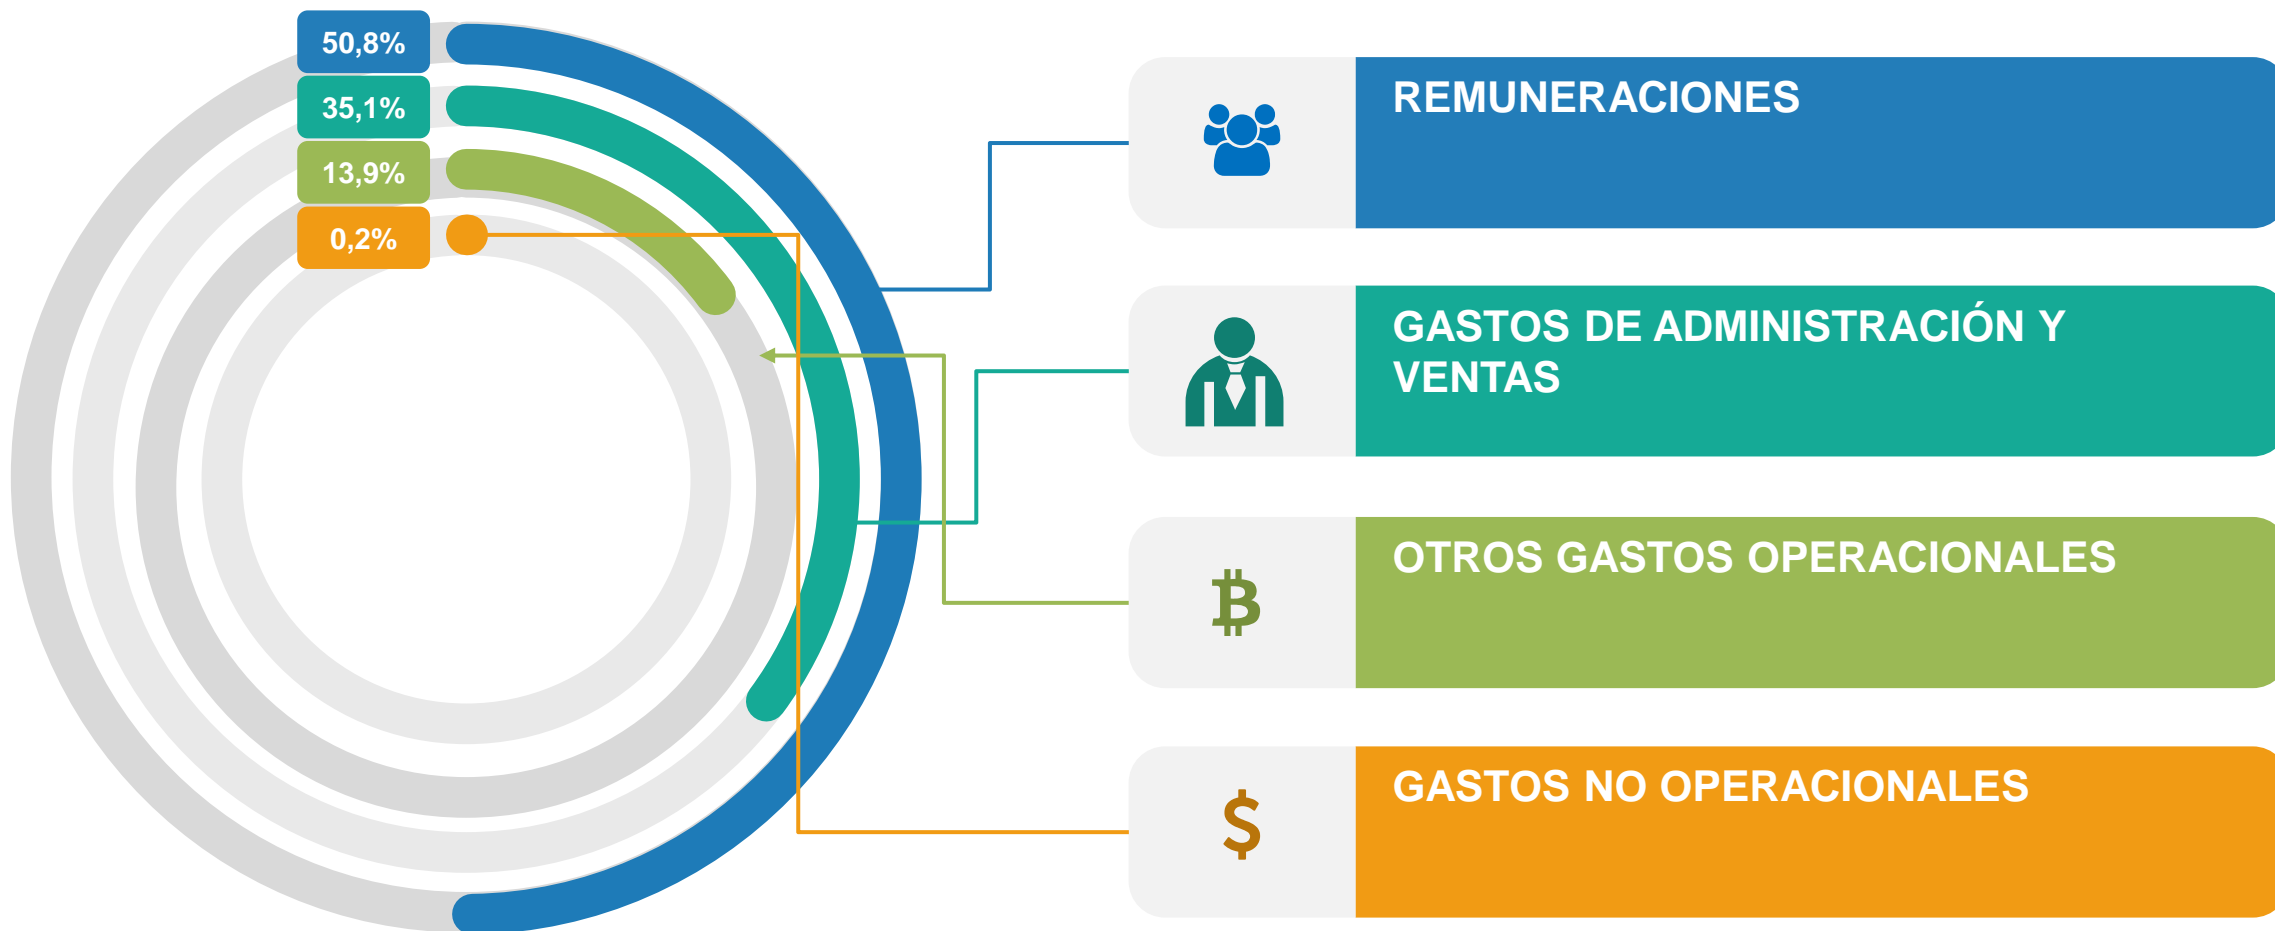 50,8%
35,1%
13,9%
0,2%
REMUNERACIONES
GASTOS DE ADMINISTRACIÓN Y
VENTAS
OTROS GASTOS OPERACIONALES
GASTOS NO OPERACIONALES